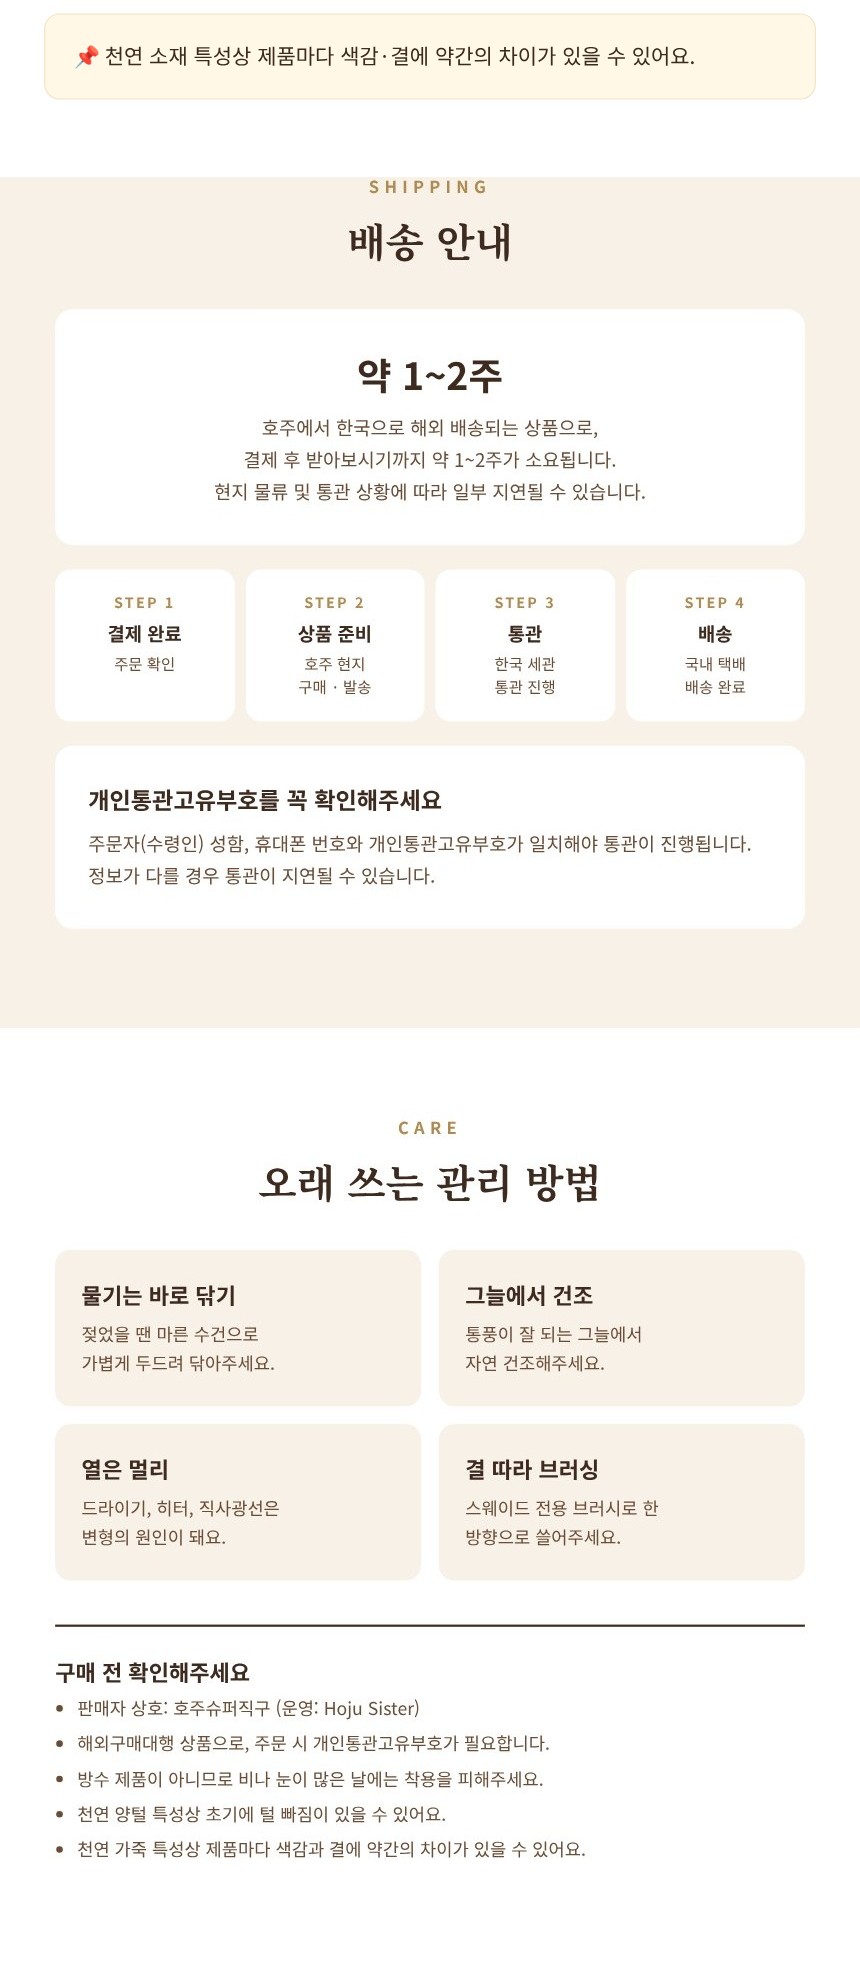 📌 천연 소재 특성상 제품마다 색감·결에 약간의 차이가 있을 수 있어요.
SHIPPING
배송 안내
약 1~2주
호주에서 한국으로 해외 배송되는 상품으로,
결제 후 받아보시기까지 약 1~2주가 소요됩니다.
현지 물류 및 통관 상황에 따라 일부 지연될 수 있습니다.
STEP 1
결제 완료
주문 확인
STEP 2
상품 준비
호주 현지
구매 · 발송
STEP 3
통관
한국 세관
통관 진행
STEP 4
배송
국내 택배
배송 완료
개인통관고유부호를 꼭 확인해주세요
주문자(수령인) 성함, 휴대폰 번호와 개인통관고유부호가 일치해야 통관이 진행됩니다.
정보가 다를 경우 통관이 지연될 수 있습니다.
CARE
오래 쓰는 관리 방법
물기는 바로 닦기
젖었을 땐 마른 수건으로
가볍게 두드려 닦아주세요.
그늘에서 건조
통풍이 잘 되는 그늘에서
자연 건조해주세요.
열은 멀리
드라이기, 히터, 직사광선은
변형의 원인이 돼요.
결 따라 브러싱
스웨이드 전용 브러시로 한
방향으로 쓸어주세요.
구매 전 확인해주세요
• 판매자 상호: 호주슈퍼직구 (운영: Hoju Sister)
• 해외구매대행 상품으로, 주문 시 개인통관고유부호가 필요합니다.
• 방수 제품이 아니므로 비나 눈이 많은 날에는 착용을 피해주세요.
• 천연 양털 특성상 초기에 털 빠짐이 있을 수 있어요.
• 천연 가죽 특성상 제품마다 색감과 결에 약간의 차이가 있을 수 있어요.